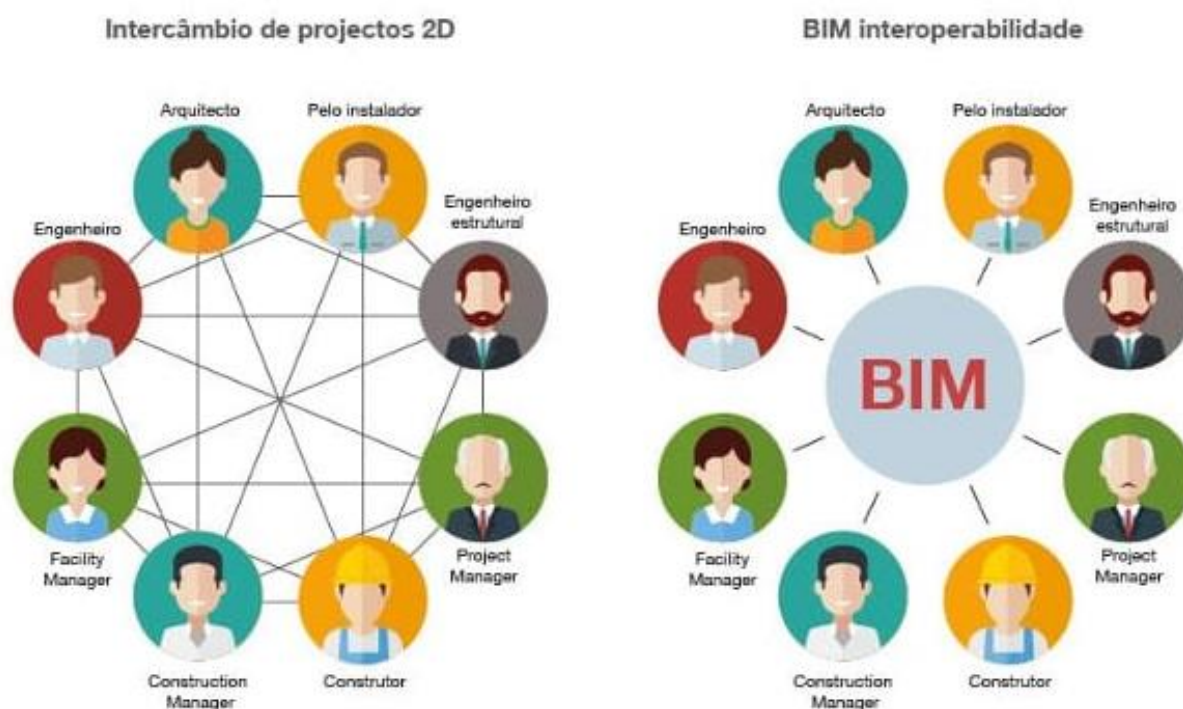 Intercâmbio de projectos 2D
Arquitecto
Pelo instalador
Engenheiro
Engenheiro
estrutural
Facility
Manager
Project
Manager
Construction
Manager
Construtor
BIM interoperabilidade
Arquitecto
Pelo instalador
Engenheiro
Engenheiro
estrutural
BIM
Facility
Manager
Project
Manager
Construction
Manager
Construtor